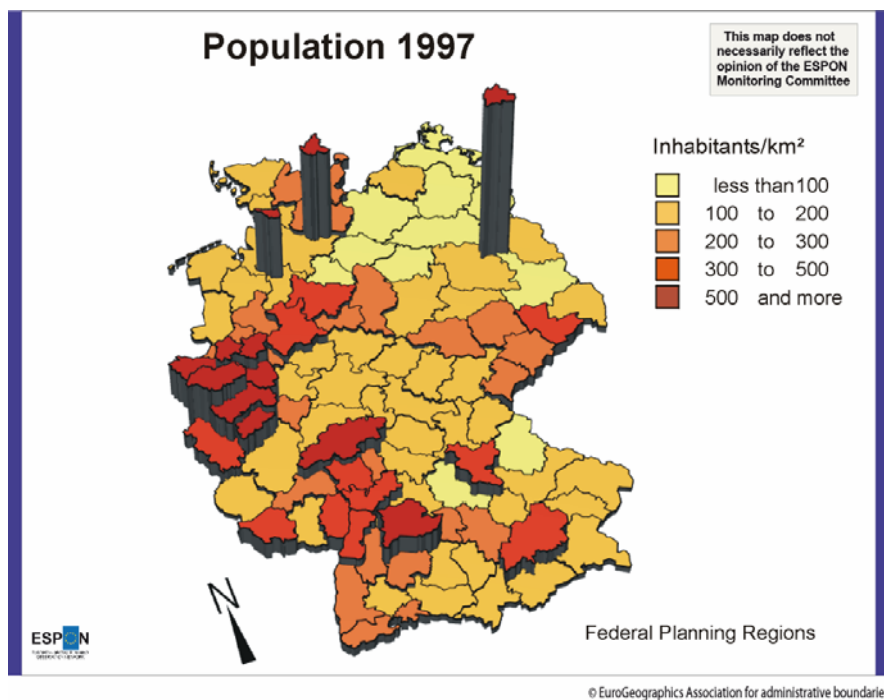 Population 1997
This map does not
necessarily reflect the
opinion of the ESPON
Monitoring Committee
Inhabitants/km²
less than 100
100 to 200
200 to 300
300 to 500
500 and more
N
ESPON
Federal Planning Regions
© EuroGeographics Association for administrative boundarie